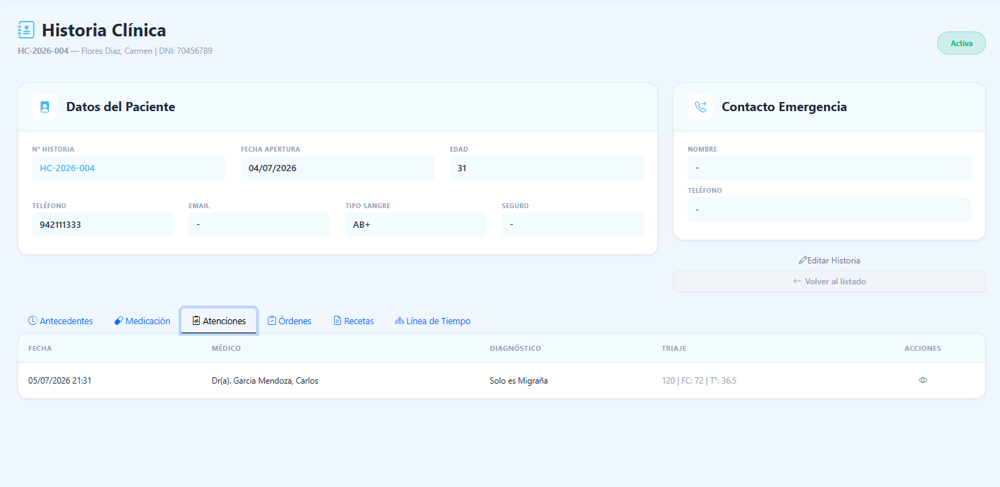 Historia Clínica
HC-2026-004 — Flores Diaz, Carmen | DNI: 70456789
Activa
Datos del Paciente
N° HISTORIA
HC-2026-004
FECHA APERTURA
04/07/2026
EDAD
31
TELÉFONO
942111333
EMAIL
-
TIPO SANGRE
AB+
SEGURO
-
Contacto Emergencia
NOMBRE
-
TELÉFONO
-
Editar Historia
← Volver al listado
Antecedentes Medicación Atenciones Órdenes Recetas Línea de Tiempo
FECHA MÉDICO DIAGNÓSTICO TRIAJE ACCIONES
05/07/2026 21:31 Dr(a). Garcia Mendoza, Carlos Solo es Migraña 120 | FC: 72 | T°: 36.5